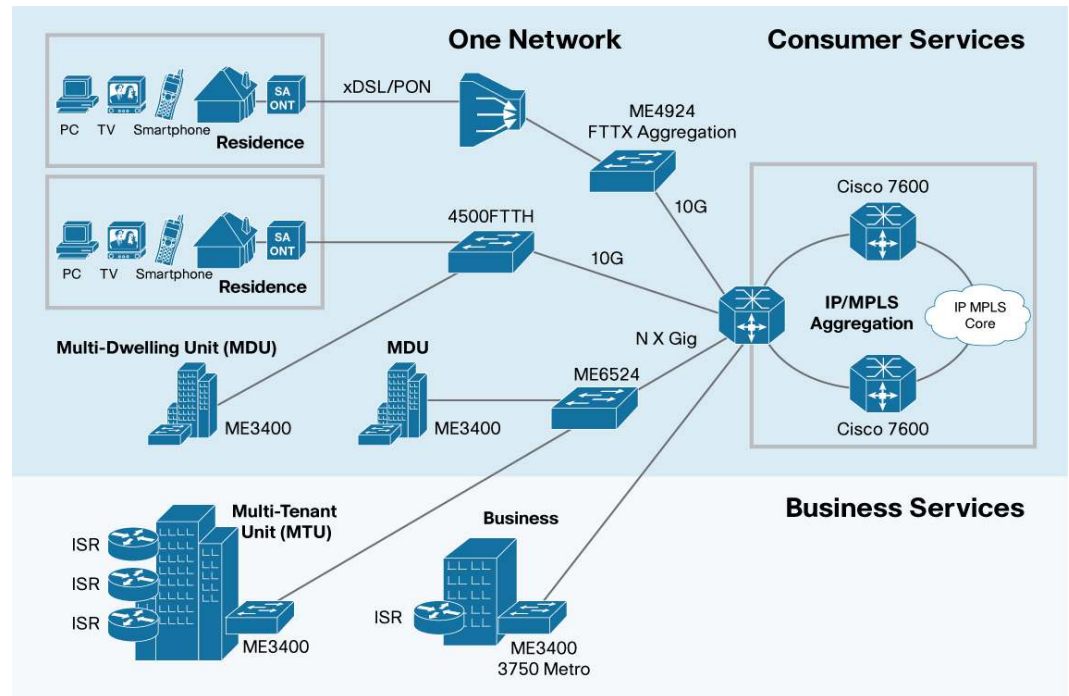 One Network
Consumer Services
SA
ONT
PC TV Smartphone
Residence
xDSL/PON
ME4924
FTTX Aggregation
10G
SA
ONT
PC TV Smartphone
Residence
4500FTTH
10G
Cisco 7600
IP/MPLS
Aggregation
IP MPLS
Core
Cisco 7600
Multi-Dwelling Unit (MDU)
ME3400
MDU
ME3400
N X Gig
ME6524
Business Services
Multi-Tenant
Unit (MTU)
ISR
ISR
ISR
ME3400
Business
ISR
ME3400
3750 Metro